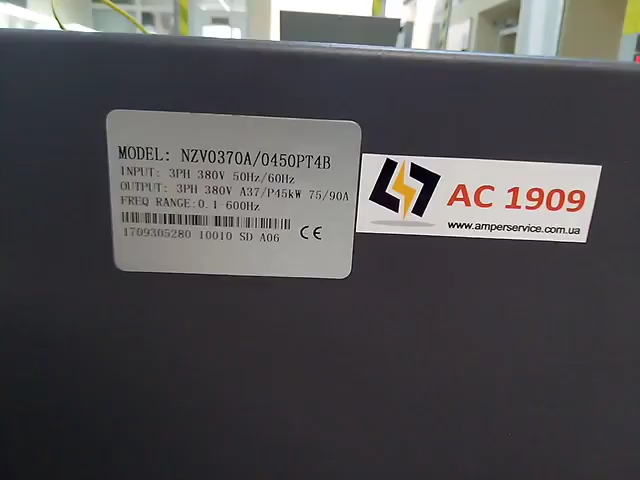 MODEL: NZV0370A/0450PT4B
INPUT: 3PH 380V 50Hz/60Hz
OUTPUT: 3PH 380V A37/P45kW 75/90A
FREQ RANGE:0.1-600Hz
1709305280 10010 SD A06
CE
AC 1909
www.amperservice.com.ua